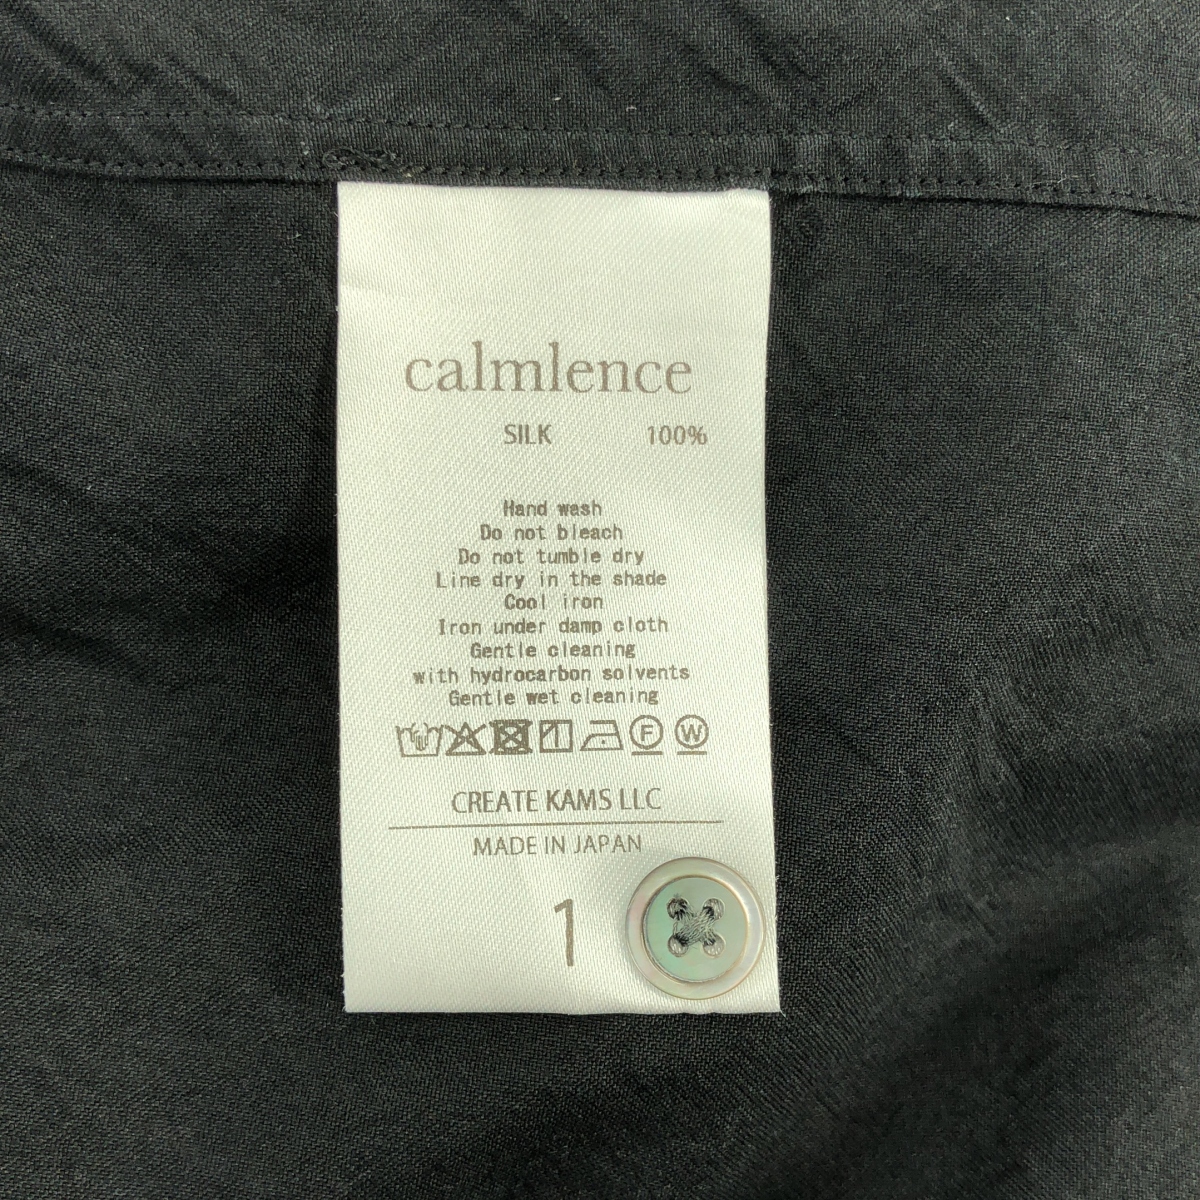 calmlence
SILK 100%
Hand wash
Do not bleach
Do not tumble dry
Line dry in the shade
Cool iron
Iron under damp cloth
Gentle cleaning
with hydrocarbon solvents
Gentle wet cleaning
F W
CREATE KAMS LLC
MADE IN JAPAN
1